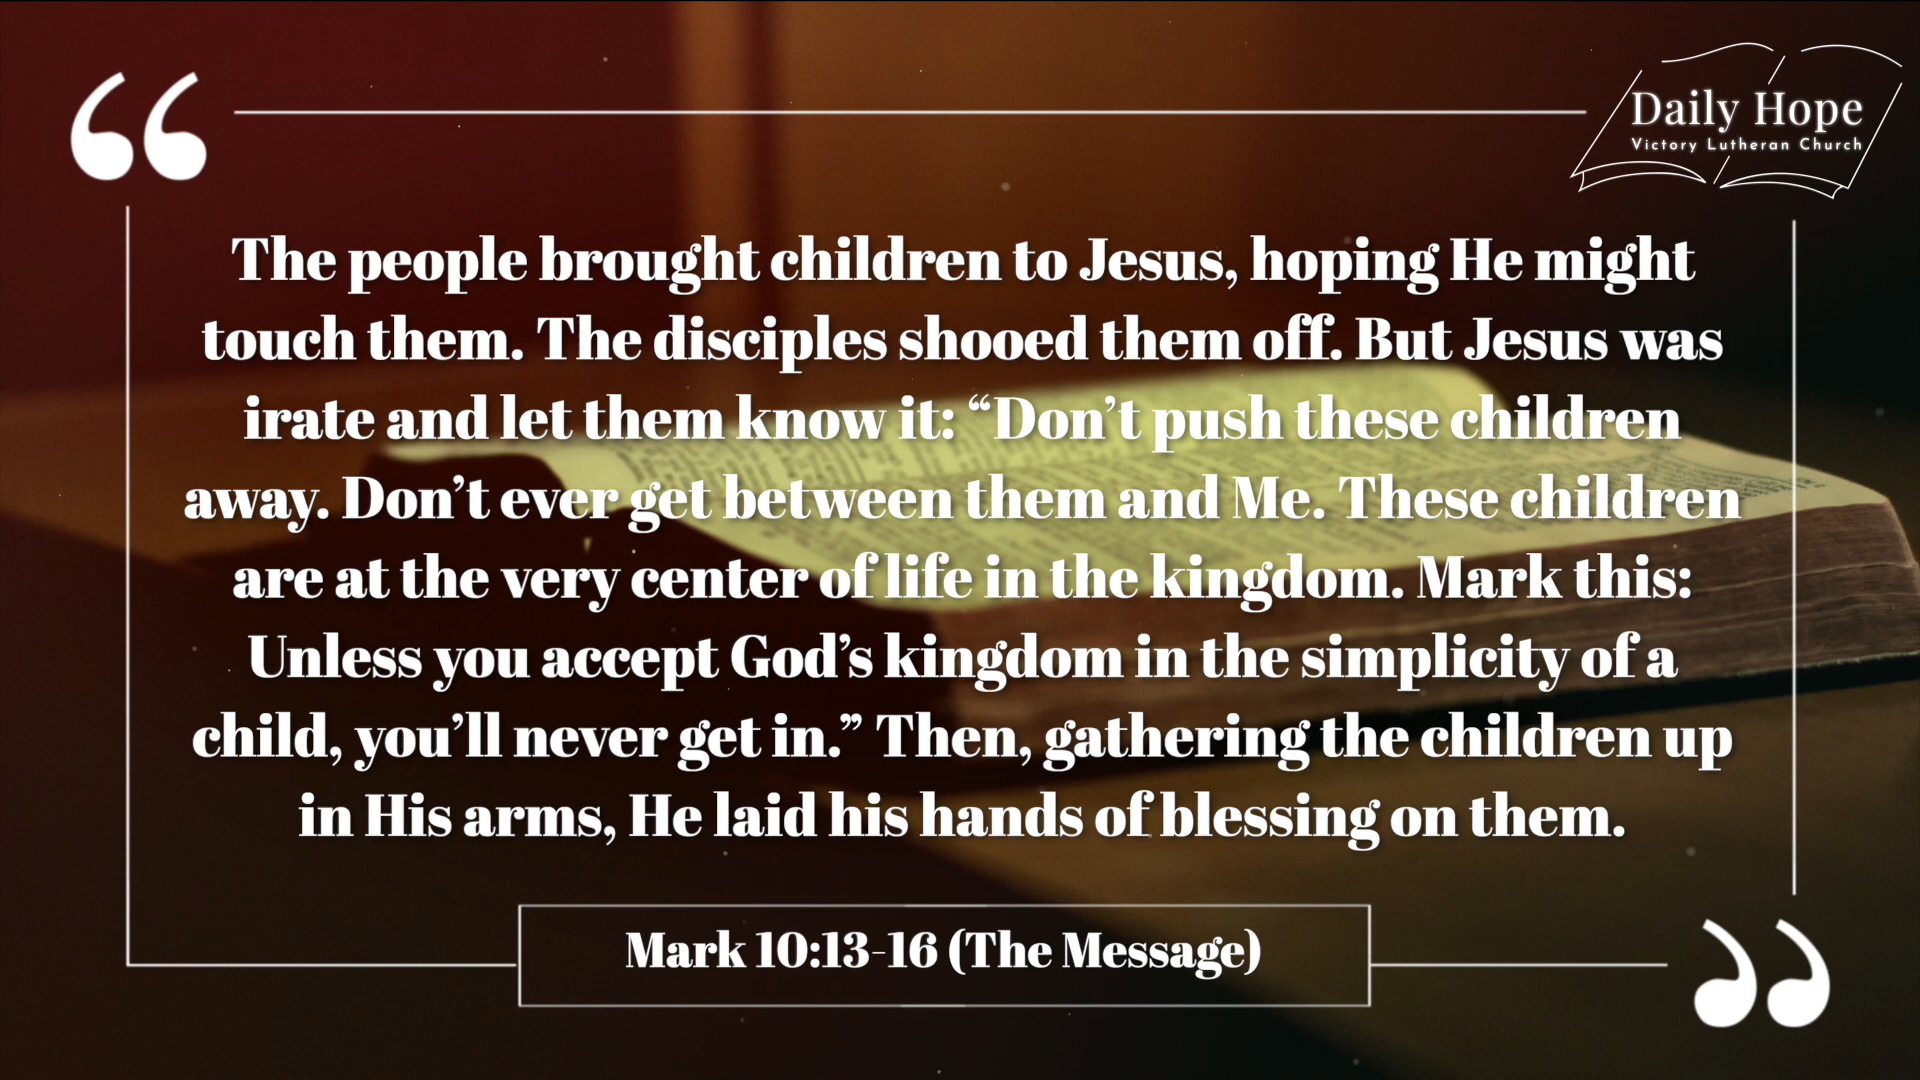 Daily Hope
Victory Lutheran Church
The people brought children to Jesus, hoping He might
touch them. The disciples shooed them off. But Jesus was
irate and let them know it: “Don’t push these children
away. Don’t ever get between them and Me. These children
are at the very center of life in the kingdom. Mark this:
Unless you accept God’s kingdom in the simplicity of a
child, you’ll never get in.” Then, gathering the children up
in His arms, He laid his hands of blessing on them.
Mark 10:13-16 (The Message)